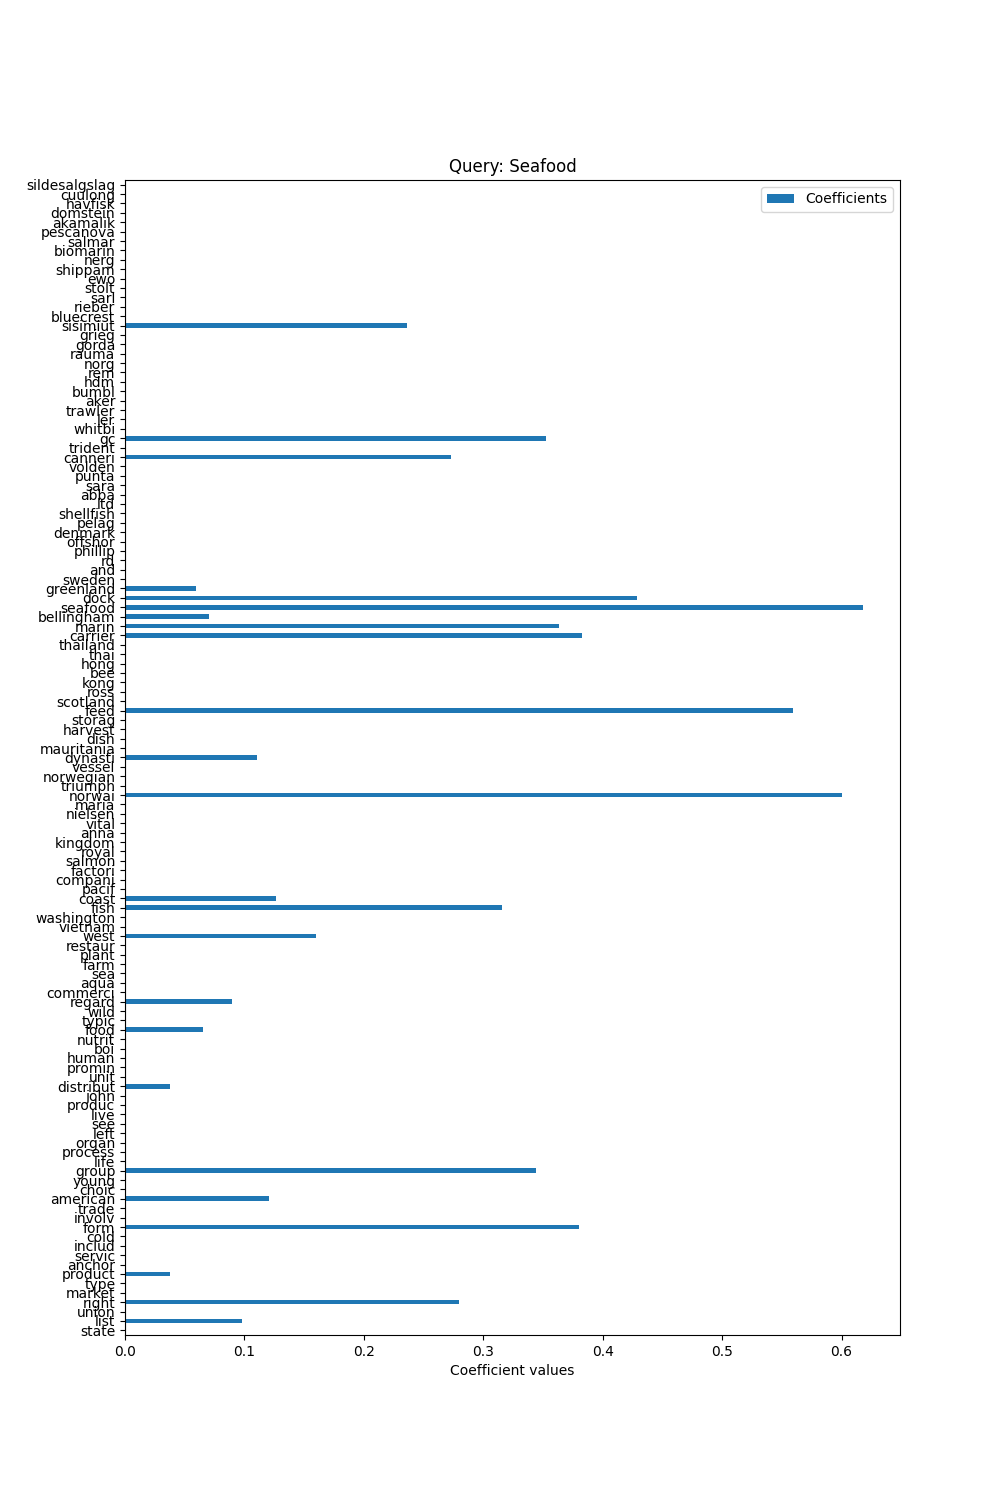 Query: Seafood
Coefficients
sildesalgslag
cuulong
havfisk
domstein
akamalik
pescanova
salmar
biomarin
nerg
shippam
ewo
stolt
sarl
rieber
bluecrest
sisimiut
grieg
gorda
rauma
norg
rem
hdm
bumbl
aker
trawler
ler
whitbi
gc
trident
canneri
volden
punta
sara
abba
ltd
shellfish
pelag
denmark
offshor
phillip
rd
and
sweden
greenland
dock
seafood
bellingham
marin
carrier
thailand
thai
hong
bee
kong
ross
scotland
feed
storag
harvest
dish
mauritania
dynasti
vessel
norwegian
triumph
norwai
maria
nielsen
vital
anna
kingdom
royal
salmon
factori
compani
pacif
coast
fish
washington
vietnam
west
restaur
plant
farm
sea
aqua
commerci
regard
wild
typic
food
nutrit
boi
human
promin
unit
distribut
john
produc
live
see
left
organ
process
life
group
young
choic
american
trade
involv
form
cold
includ
servic
anchor
product
type
market
right
union
list
state
0.0 0.1 0.2 0.3 0.4 0.5 0.6
Coefficient values